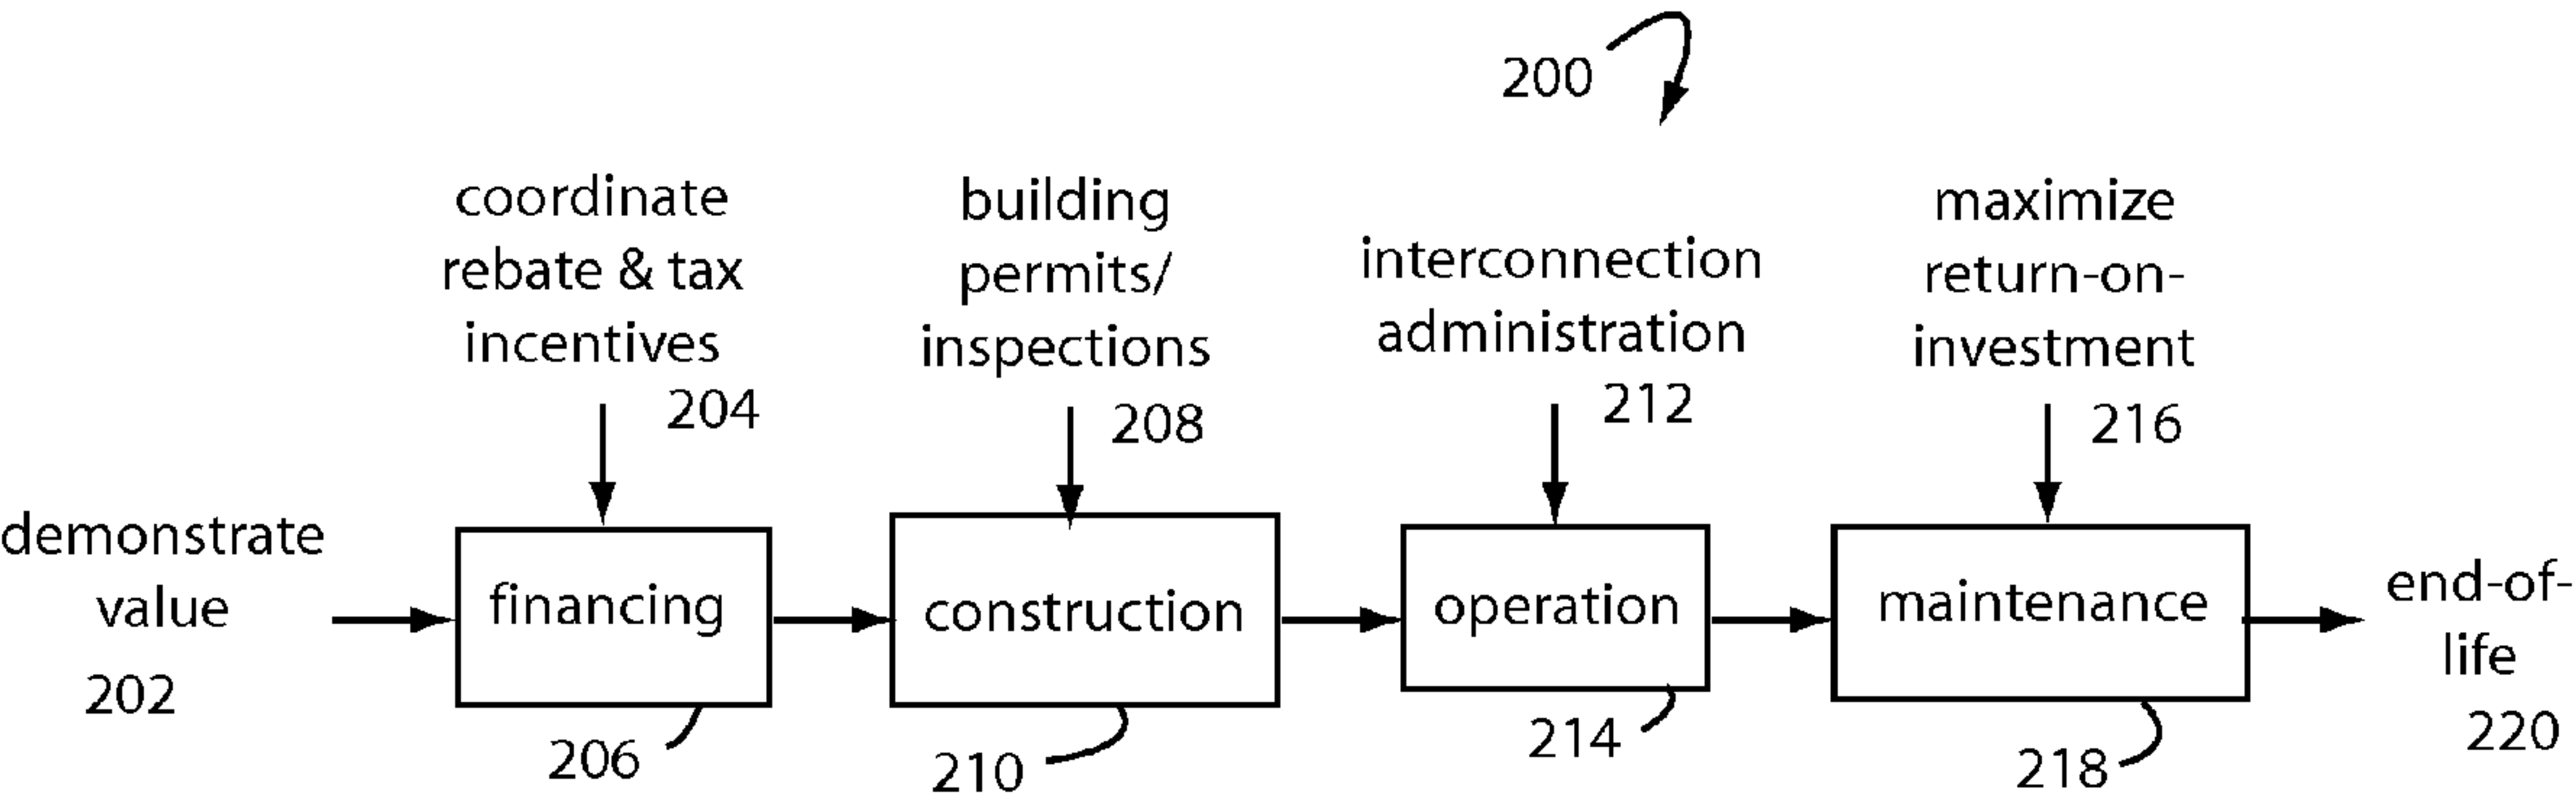 200
coordinate
rebate & tax
incentives
204
building
permits/
inspections
208
interconnection
administration
212
maximize
return-on-
investment
216
demonstrate
value
202
financing
206
construction
210
operation
214
maintenance
218
end-of-
life
220